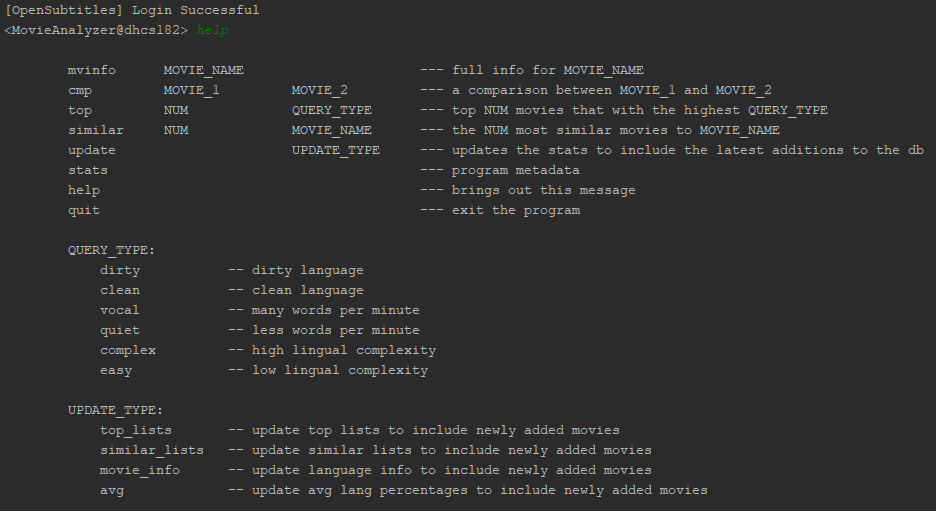 [OpenSubtitles] Login Successful
<MovieAnalyzer@dhcs182> help
mvinfo MOVIE_NAME --- full info for MOVIE_NAME
cmp MOVIE_1 MOVIE_2 --- a comparison between MOVIE_1 and MOVIE_2
top NUM QUERY_TYPE --- top NUM movies that with the highest QUERY_TYPE
similar NUM MOVIE_NAME --- the NUM most similar movies to MOVIE_NAME
update UPDATE_TYPE --- updates the stats to include the latest additions to the db
stats --- program metadata
help --- brings out this message
quit --- exit the program
QUERY_TYPE:
dirty -- dirty language
clean -- clean language
vocal -- many words per minute
quiet -- less words per minute
complex -- high lingual complexity
easy -- low lingual complexity
UPDATE_TYPE:
top_lists -- update top lists to include newly added movies
similar_lists -- update similar lists to include newly added movies
movie_info -- update language info to include newly added movies
avg -- update avg lang percentages to include newly added movies